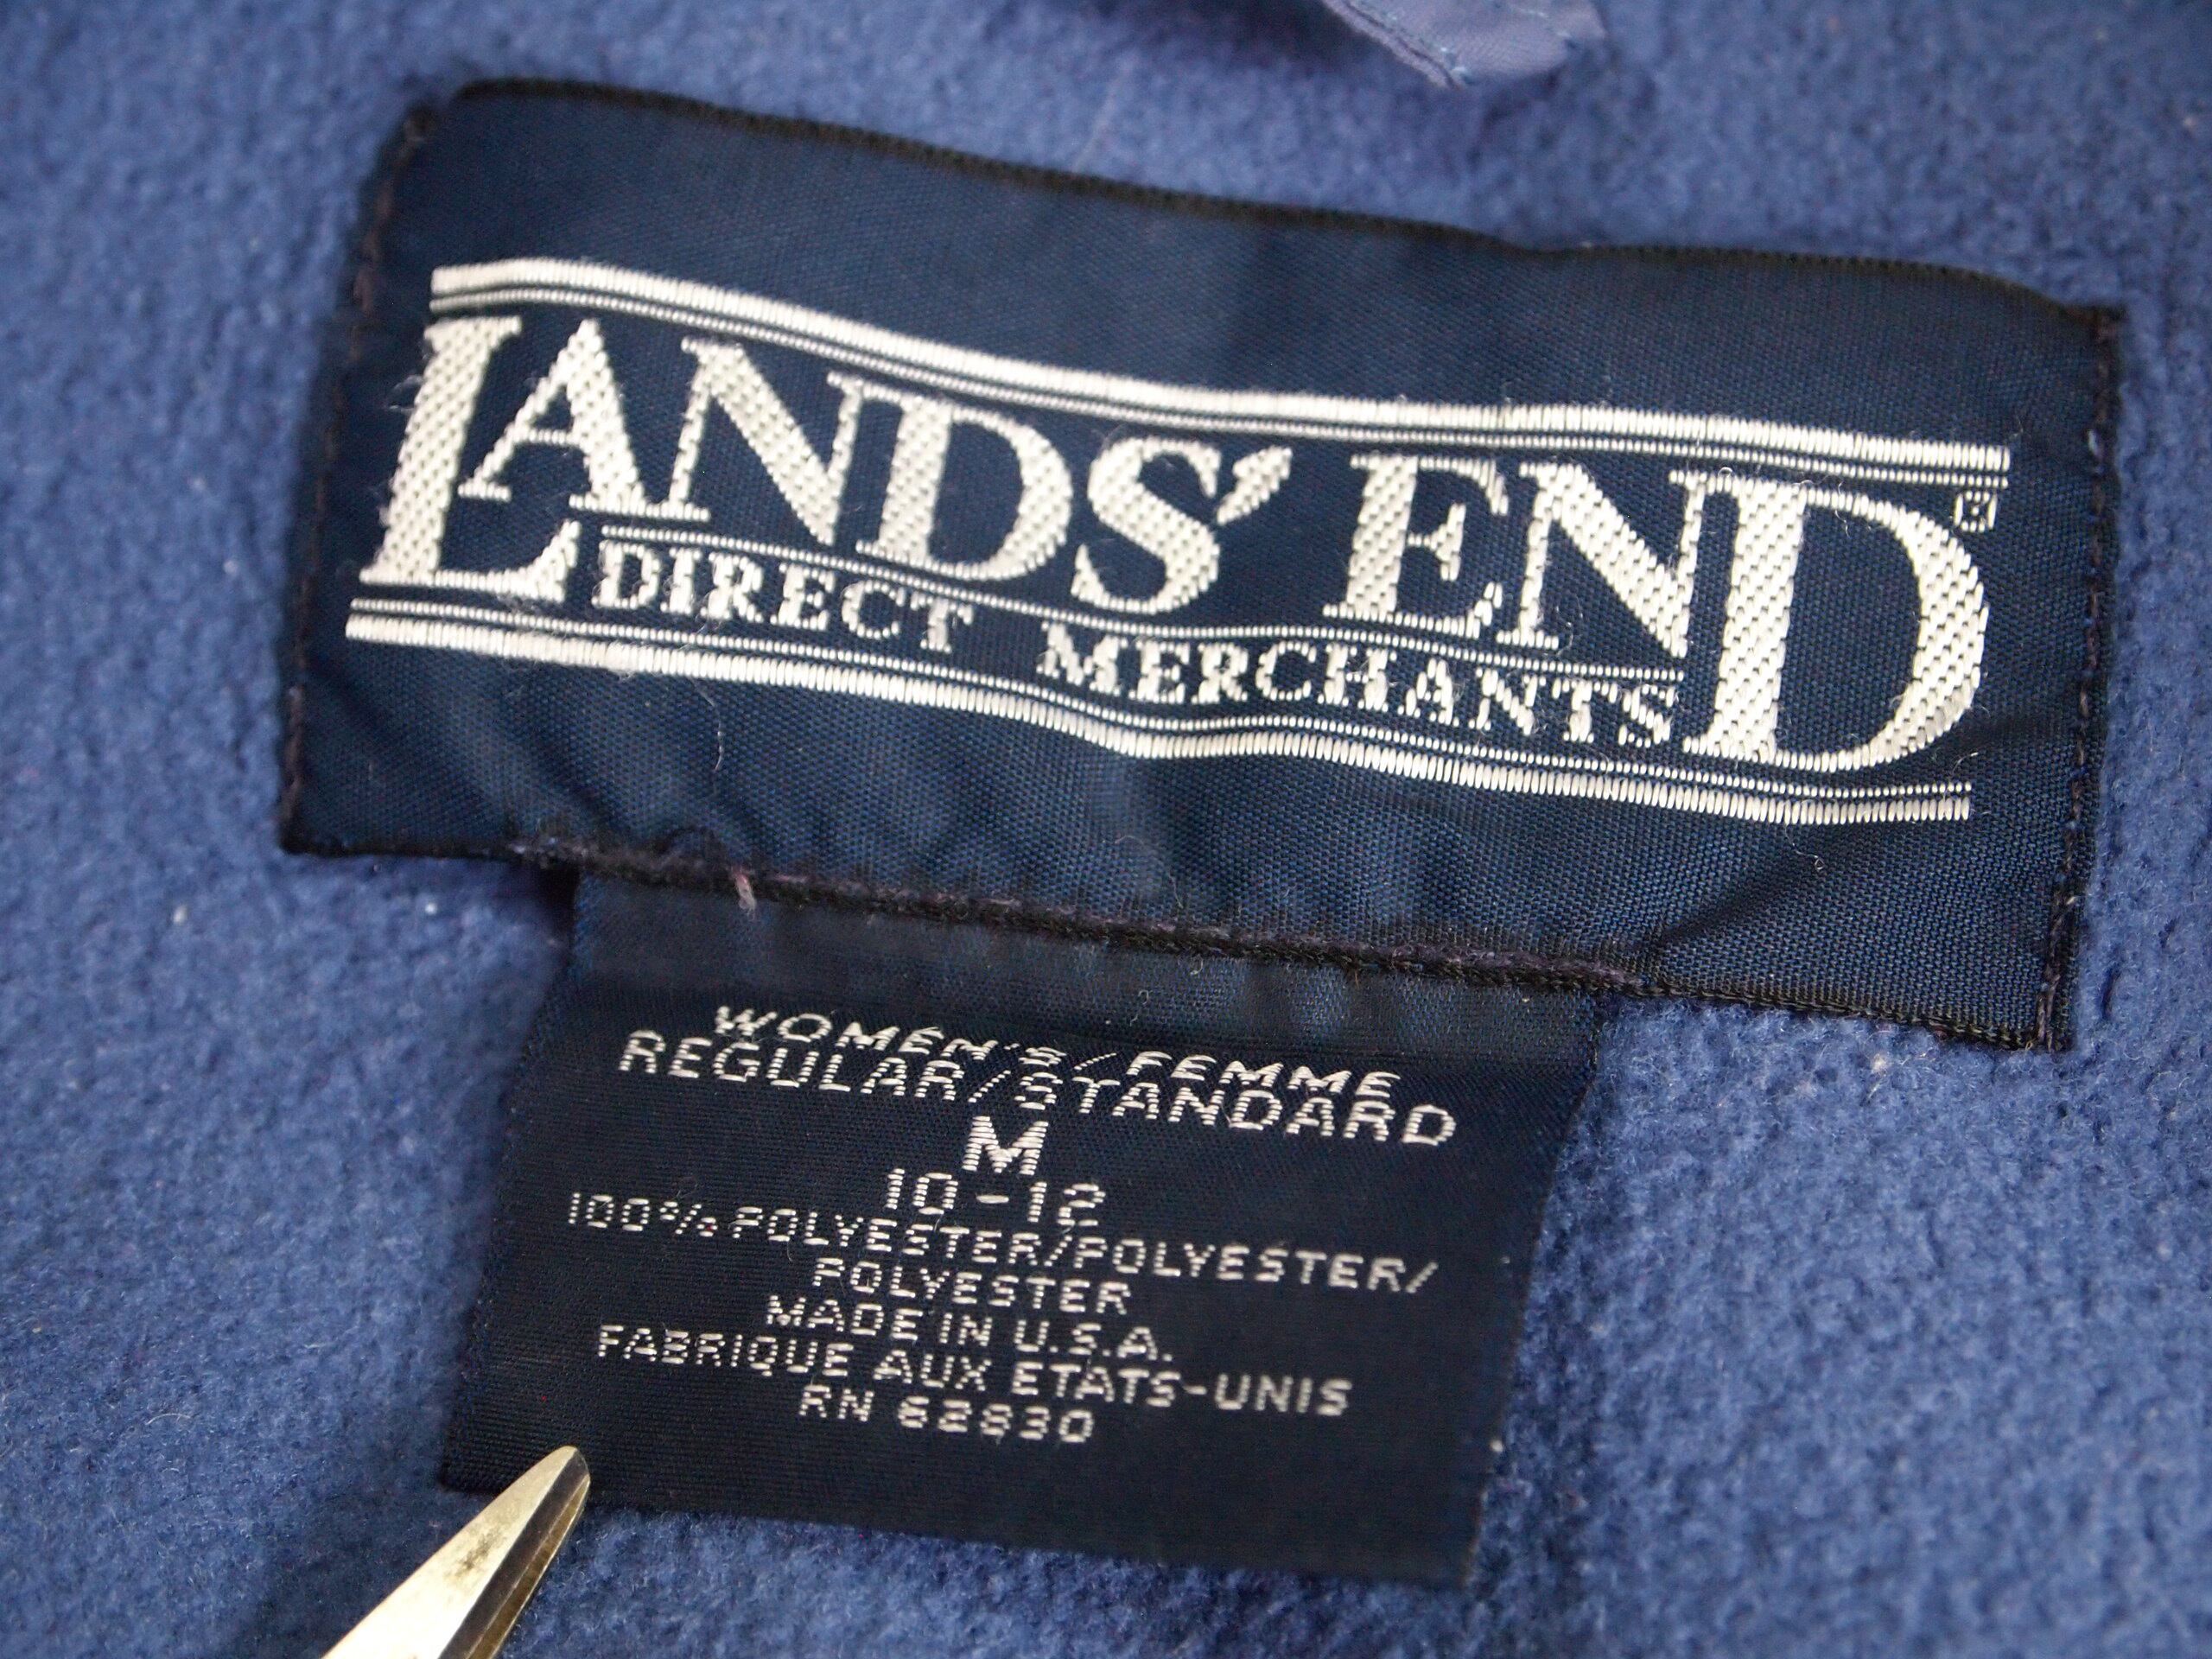 LANDS' END ®
DIRECT MERCHANTS
WOMEN'S/FEMME
REGULAR/STANDARD
M
10-12
100% POLYESTER/POLYESTER/
POLYESTER
MADE IN U.S.A.
FABRIQUE AUX ETATS-UNIS
RN 62830